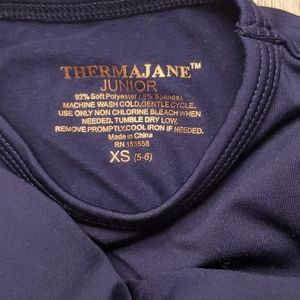 THERMAJANE™
JUNIOR
92% Soft Polyester / 8% Spandex
MACHINE WASH COLD,GENTLE CYCLE.
USE ONLY NON CHLORINE BLEACH WHEN
NEEDED. TUMBLE DRY LOW.
REMOVE PROMPTLY,COOL IRON IF NEEDED.
Made in China
RN 153558
XS (5-6)